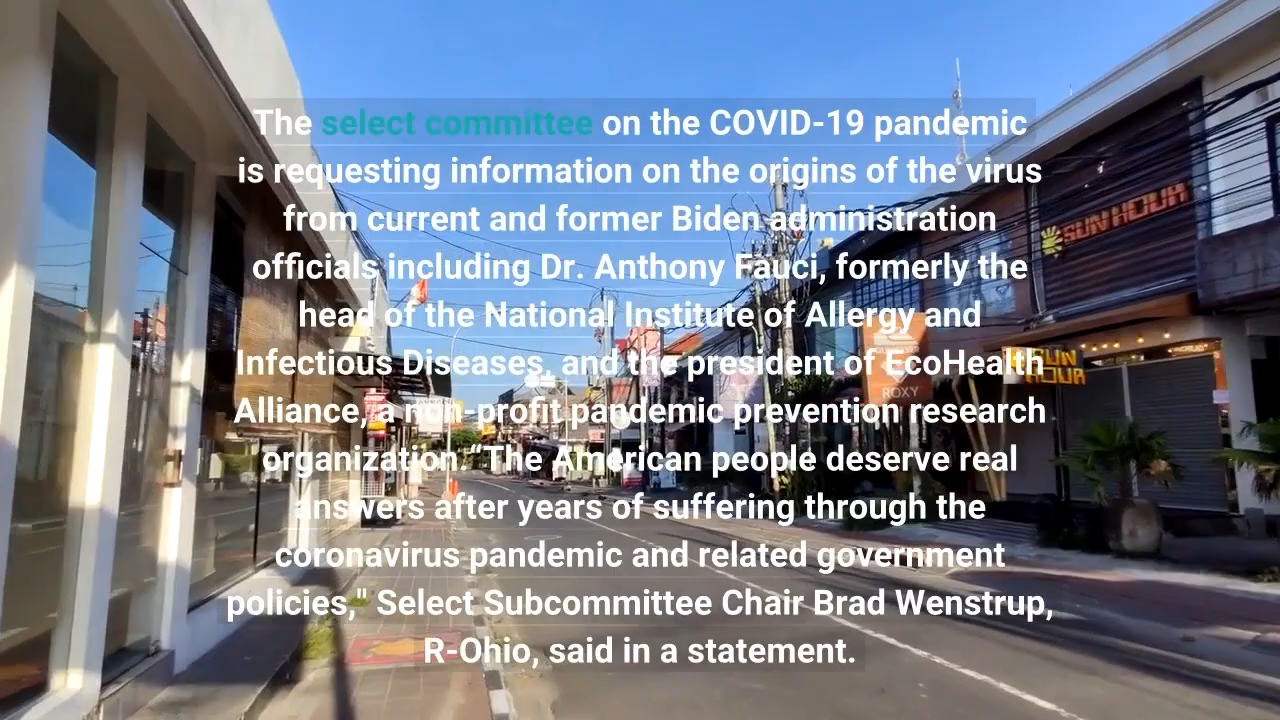 The select committee on the COVID-19 pandemic
is requesting information on the origins of the virus
from current and former Biden administration
officials including Dr. Anthony Fauci, formerly the
head of the National Institute of Allergy and
Infectious Diseases, and the president of EcoHealth
Alliance, a non-profit pandemic prevention research
organization.“The American people deserve real
answers after years of suffering through the
coronavirus pandemic and related government
policies," Select Subcommittee Chair Brad Wenstrup,
R-Ohio, said in a statement.
SUN HOUR
SUN
HOUR
ROXY